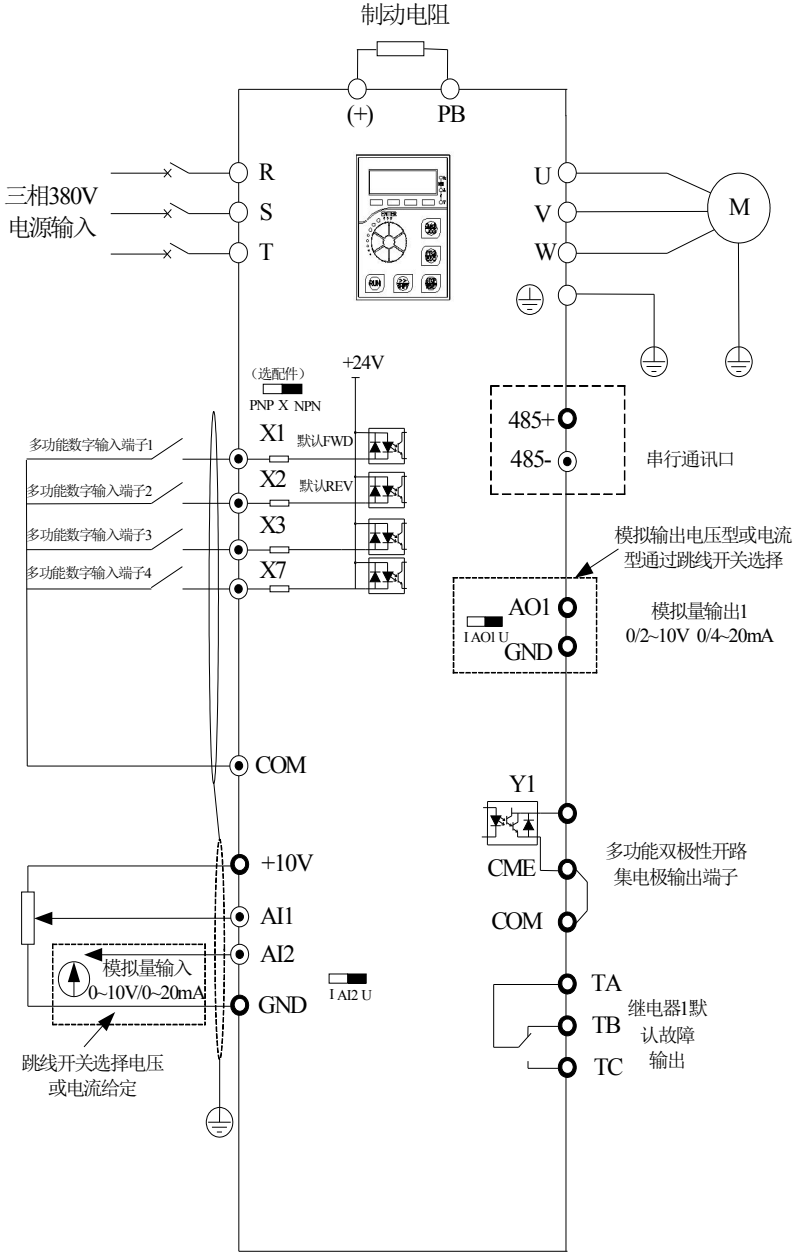 制动电阻
(+)
PB
三相380V
电源输入
R
S
T
U
V
W
M
ENTER
RUN
+24V
（选配件）
PNP X NPN
多功能数字输入端子1
X1
默认FWD
多功能数字输入端子2
X2
默认REV
多功能数字输入端子3
X3
多功能数字输入端子4
X7
485+
485-
串行通讯口
模拟输出电压型或电流
型通过跳线开关选择
AO1
I AO1 U
GND
模拟量输出1
0/2~10V 0/4~20mA
COM
Y1
CME
COM
多功能双极性开路
集电极输出端子
+10V
AI1
AI2
模拟量输入
0~10V/0~20mA
GND
I AI2 U
跳线开关选择电压
或电流给定
TA
TB
TC
继电器1默
认故障
输出